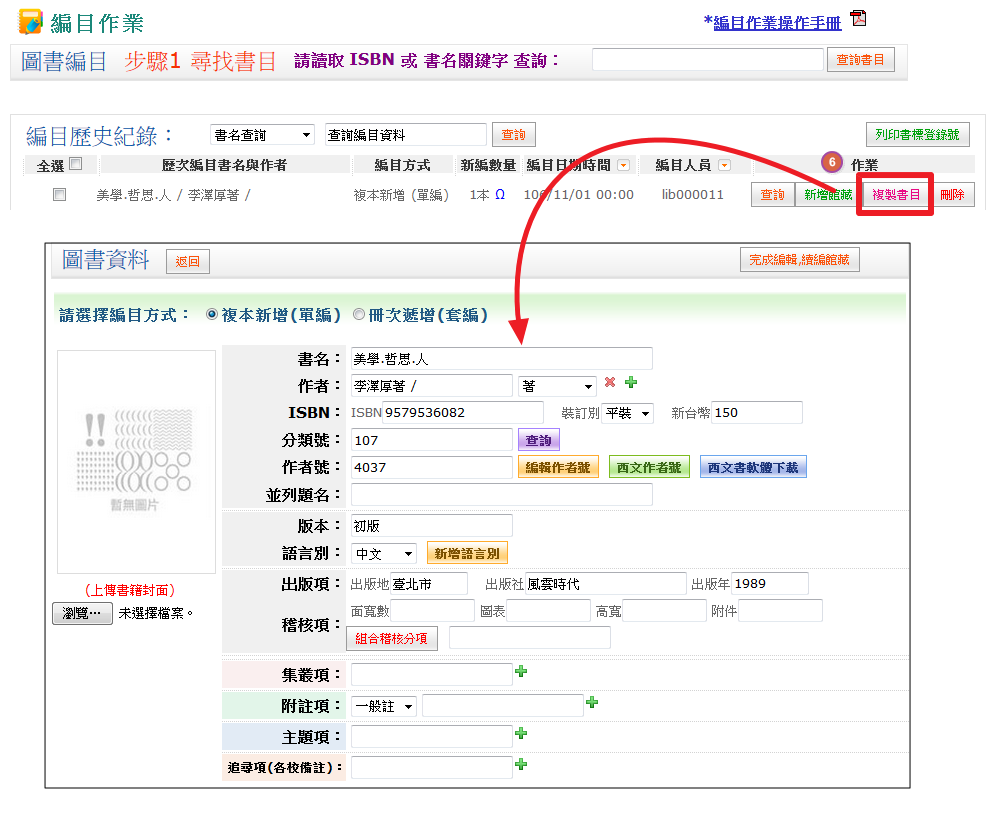 編目作業
*編目作業操作手冊
圖書編目 步驟1 尋找書目 請讀取 ISBN 或 書名關鍵字 查詢： 查詢書目
編目歷史紀錄： 書名查詢 查詢編目資料 查詢 列印書標登錄號
全選 歷次編目書名與作者 編目方式 新編數量 編目日期時間 編目人員 6 作業
美學.哲思.人 / 李澤厚著 / 複本新增 (單編) 1本 Ω 106/11/01 00:00 lib000011 查詢 新增館藏 複製書目 刪除
圖書資料 返回 完成編輯,續編館藏
請選擇編目方式： 複本新增(單編) 冊次遞增(套編)
書名： 美學.哲思.人
作者： 李澤厚著 / 著
ISBN： ISBN 9579536082 裝訂別 平裝 新台幣 150
分類號： 107 查詢
作者號： 4037 編輯作者號 西文作者號 西文書軟體下載
並列題名：
暫無圖片
版本： 初版
語言別： 中文 新增語言別
出版項： 出版地 臺北市 出版社 風雲時代 出版年 1989
(上傳書籍封面)
瀏覽… 未選擇檔案。
稽核項： 面寬數 圖表 高寬 附件
組合稽核分項
集叢項：
附註項： 一般註
主題項：
追尋項(各校備註)：